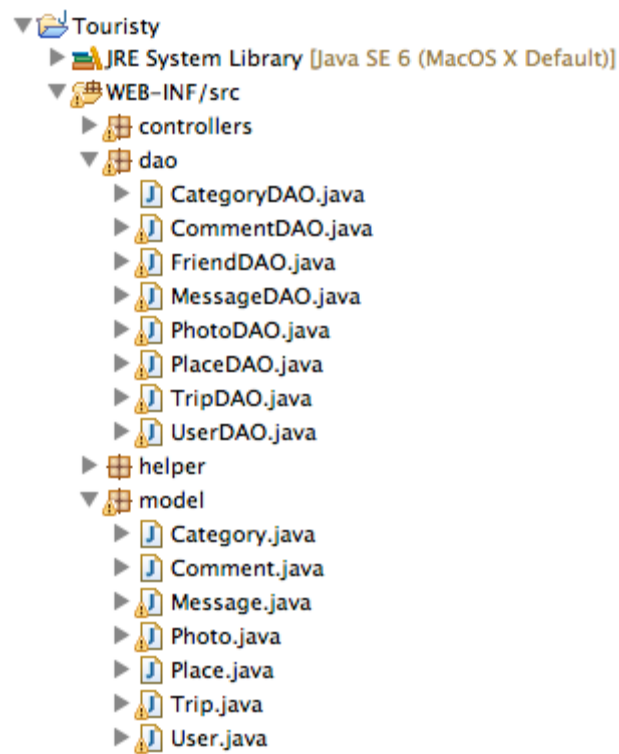 Touristy
JRE System Library [Java SE 6 (MacOS X Default)]
WEB-INF/src
controllers
dao
CategoryDAO.java
CommentDAO.java
FriendDAO.java
MessageDAO.java
PhotoDAO.java
PlaceDAO.java
TripDAO.java
UserDAO.java
helper
model
Category.java
Comment.java
Message.java
Photo.java
Place.java
Trip.java
User.java